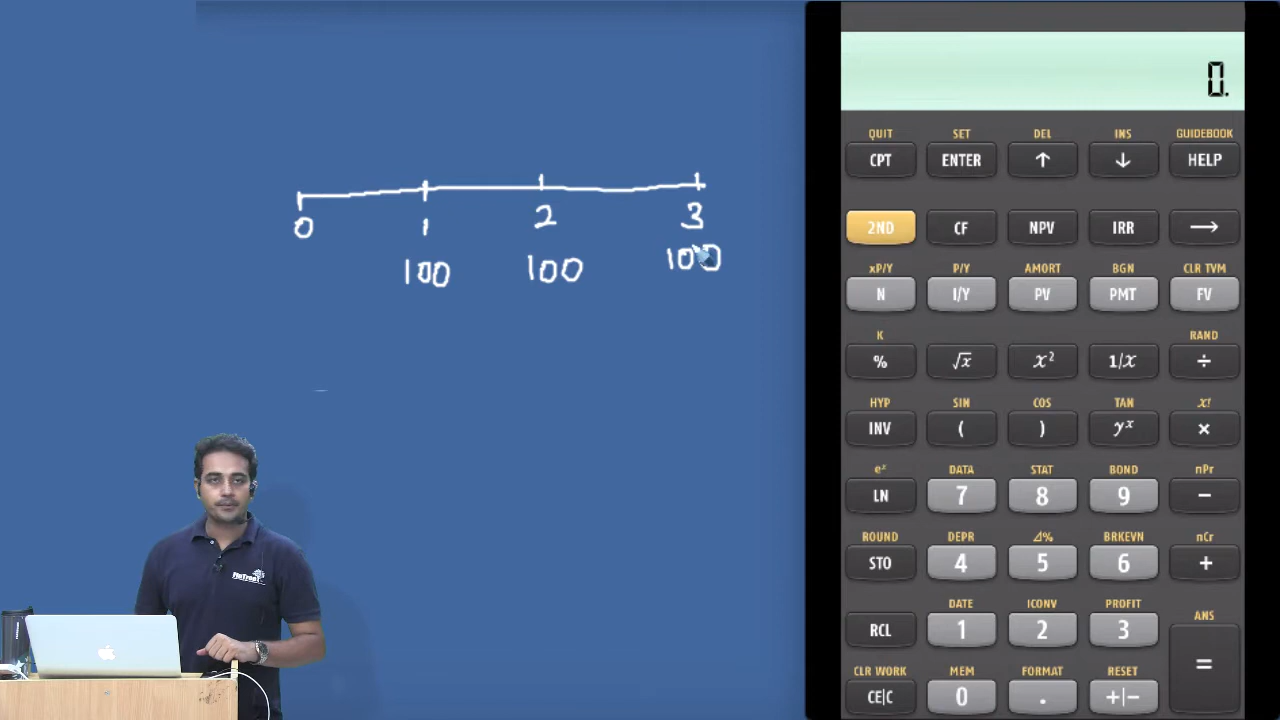 0 1 2 3
100 100 100
FinTree
0.
QUIT SET DEL INS GUIDEBOOK
CPT ENTER ↑ ↓ HELP
2ND CF NPV IRR →
xP/Y P/Y AMORT BGN CLR TVM
N I/Y PV PMT FV
K RAND
% √x x² 1/x ÷
HYP SIN COS TAN x!
INV ( ) yˣ ×
eˣ DATA STAT BOND nPr
LN 7 8 9 −
ROUND DEPR Δ% BRKEVN nCr
STO 4 5 6 +
DATE ICONV PROFIT ANS
RCL 1 2 3 =
CLR WORK MEM FORMAT RESET
CE|C 0 . +|−